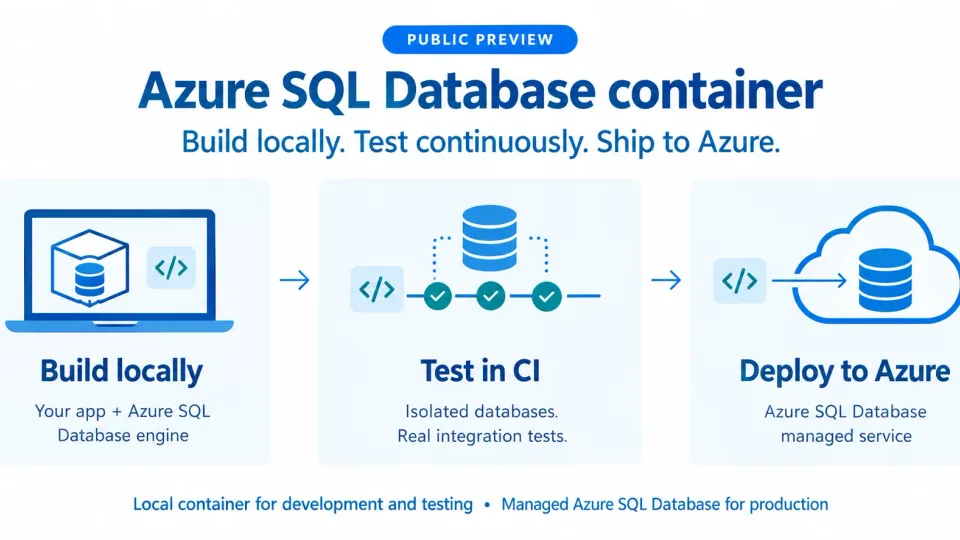 PUBLIC PREVIEW
Azure SQL Database container
Build locally. Test continuously. Ship to Azure.
</>
</>
</>
Build locally
Your app + Azure SQL
Database engine
Test in CI
Isolated databases.
Real integration tests.
Deploy to Azure
Azure SQL Database
managed service
Local container for development and testing • Managed Azure SQL Database for production